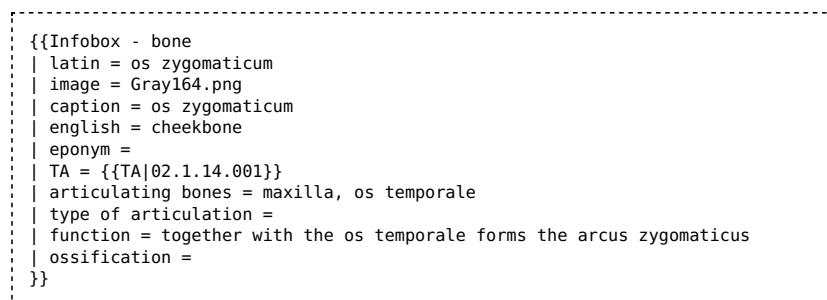 {{Infobox - bone
| latin = os zygomaticum
| image = Gray164.png
| caption = os zygomaticum
| english = cheekbone
| eponym =
| TA = {{TA|02.1.14.001}}
| articulating bones = maxilla, os temporale
| type of articulation =
| function = together with the os temporale forms the arcus zygomaticus
| ossification =
}}